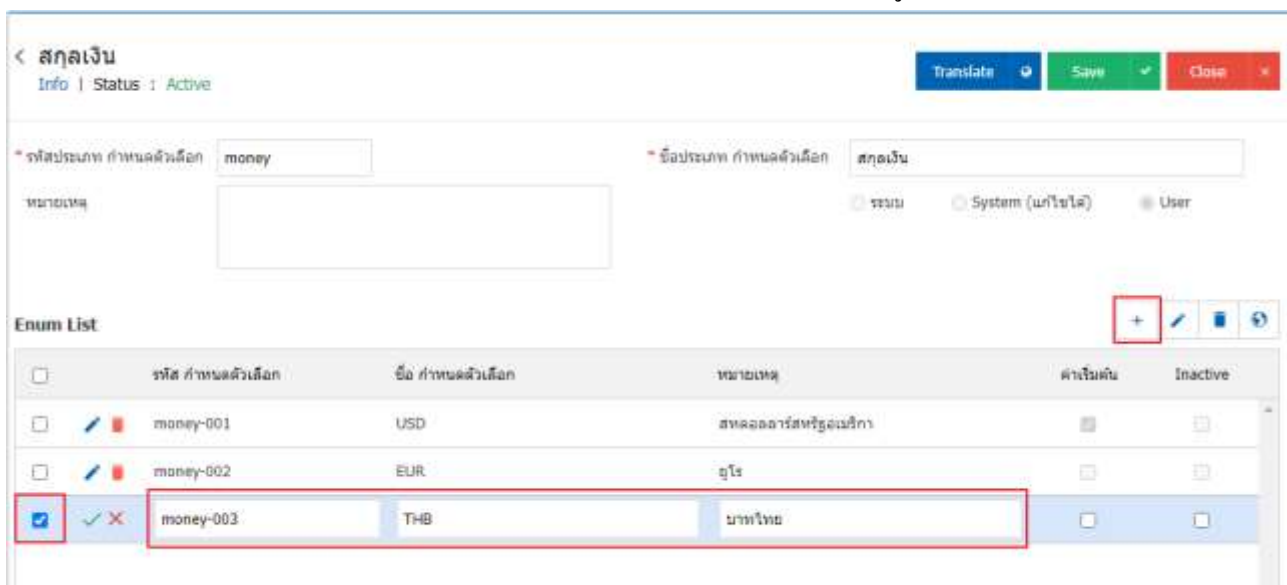 < สกุลเงิน
Info | Status : Active
Translate Save Close
* รหัสประเภท กำหนดตัวเลือก money * ชื่อประเภท กำหนดตัวเลือก สกุลเงิน
หมายเหตุ ระบบ System (แก้ไขได้) User
Enum List
รหัส กำหนดตัวเลือก ชื่อ กำหนดตัวเลือก หมายเหตุ ค่าเริ่มต้น Inactive
money-001 USD สหดอลลาร์สหรัฐอเมริกา
money-002 EUR ยูโร
money-003 THB บาทไทย